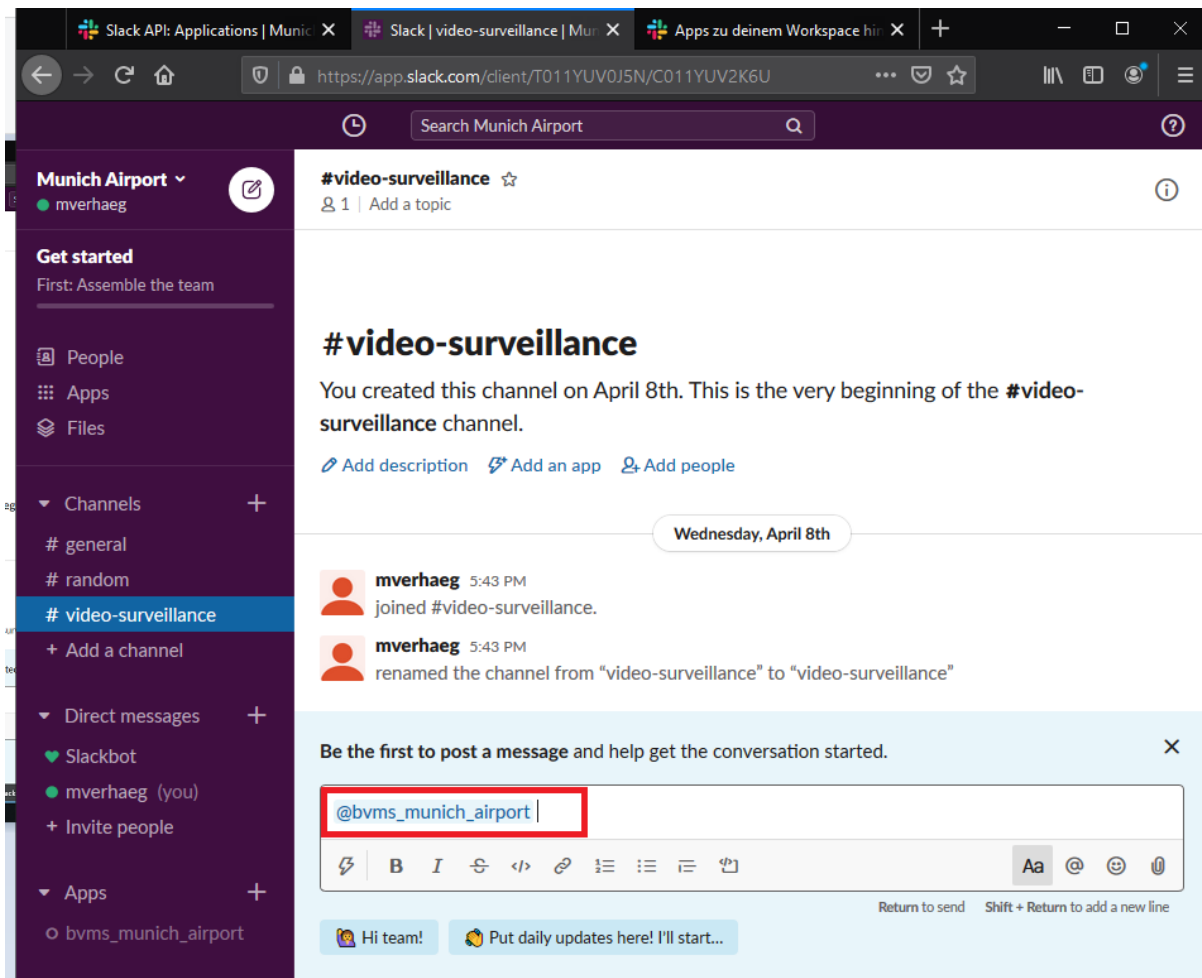 Slack API: Applications | Munic
Slack | video-surveillance | Mun
Apps zu deinem Workspace hin
https://app.slack.com/client/T011YUV0J5N/C011YUV2K6U
Search Munich Airport
Munich Airport
mverhaeg
#video-surveillance
1 | Add a topic
Get started
First: Assemble the team
People
Apps
Files
Channels
# general
# random
# video-surveillance
+ Add a channel
Direct messages
Slackbot
mverhaeg (you)
+ Invite people
Apps
bvms_munich_airport
#video-surveillance
You created this channel on April 8th. This is the very beginning of the #video-
surveillance channel.
Add description Add an app Add people
Wednesday, April 8th
mverhaeg 5:43 PM
joined #video-surveillance.
mverhaeg 5:43 PM
renamed the channel from “video-surveillance” to “video-surveillance”
Be the first to post a message and help get the conversation started.
@bvms_munich_airport
B I S </> Aa @
Return to send Shift + Return to add a new line
Hi team!
Put daily updates here! I'll start...